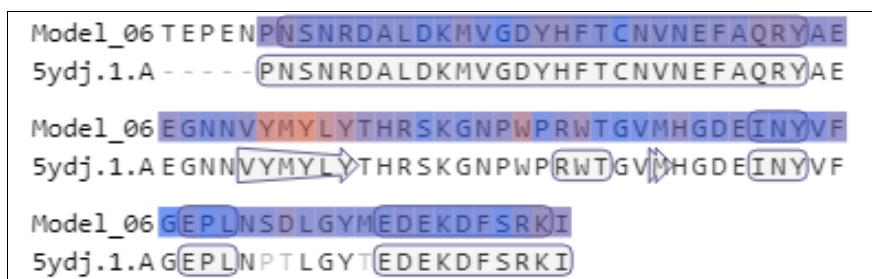 Model_06 TEPENPNSNRDALDKMVGDYHFTCNVNEFAQRYAE
5ydj.1.A -----PNSNRDALDKMVGDYHFTCNVNEFAQRYAE
Model_06 EGNNVYMYLYTHRSKGNPWPRWTGVMHGDEINYVF
5ydj.1.A EGNNVYMYLYTHRSKGNPWPRWTGVMHGDEINYVF
Model_06 GEPLNSDLGYMEDEKDFSRKI
5ydj.1.A GEPLNPTLGYTEDEKDFSRKI